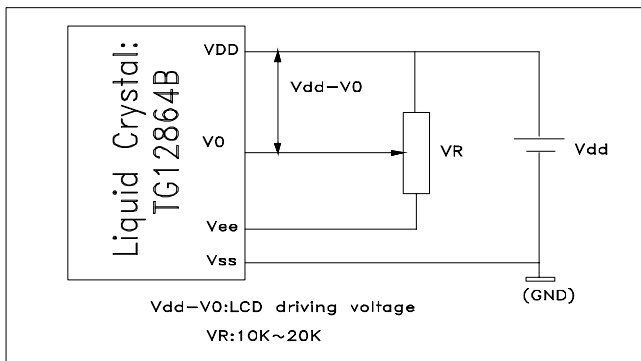 Liquid Crystal:
TG12864B
VDD
Vdd-V0
V0
VR
Vdd
Vee
Vss
(GND)
Vdd-V0:LCD driving voltage
VR:10K~20K